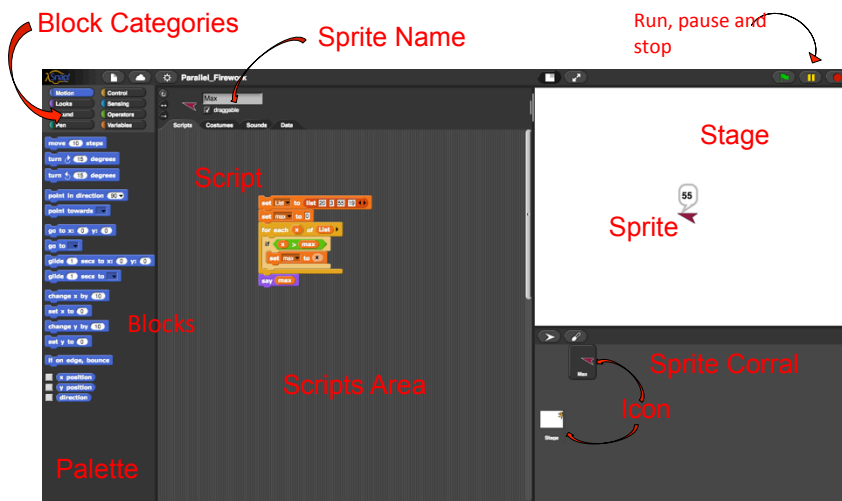 Block Categories
Sprite Name
Run, pause and
stop
Snap!
Parallel_Firework
Motion
Control
Looks
Sensing
Sound
Operators
Pen
Variables
Max
draggable
Scripts Costumes Sounds Data
move 10 steps
turn 15 degrees
turn 15 degrees
point in direction 90
point towards
go to x: 0 y: 0
go to
glide 1 secs to x: 0 y: 0
glide 1 secs to
change x by 10
set x to 0
change y by 10
set y to 0
if on edge, bounce
x position
y position
direction
Blocks
Palette
Script
set List to list 20 3 55
set max to 0
for each x of List
if x > max
set max to x
say max
Scripts Area
Stage
55
Sprite
Sprite Corral
Max
Icon
Stage